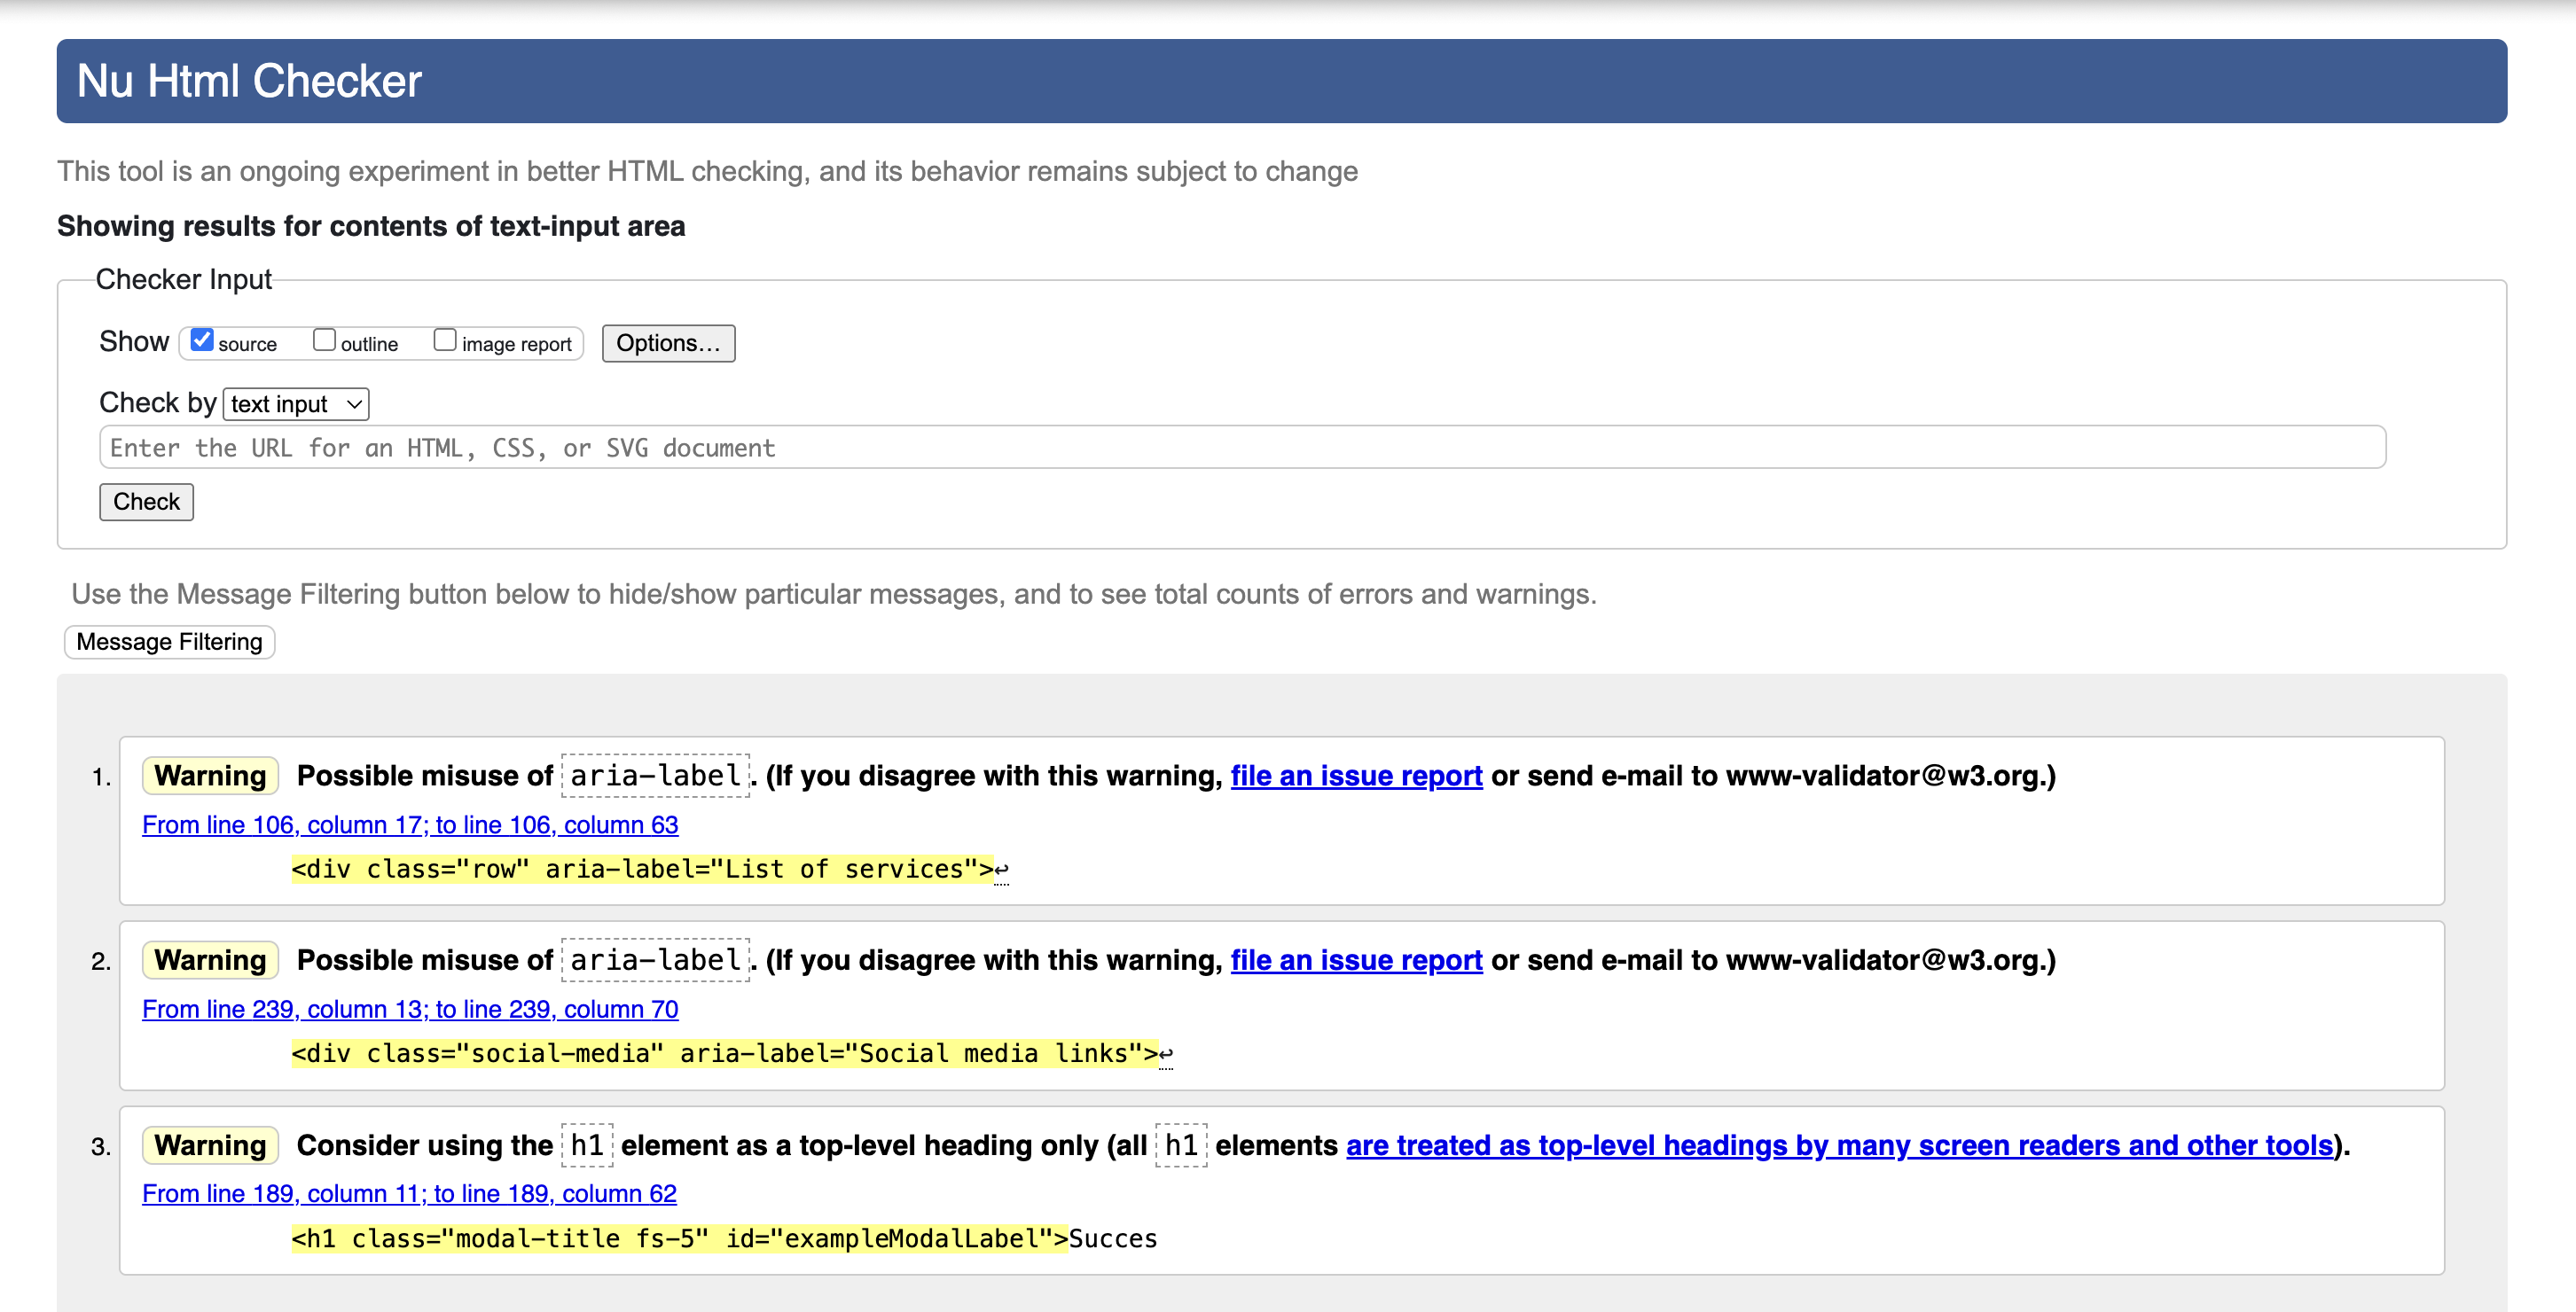 Nu Html Checker
This tool is an ongoing experiment in better HTML checking, and its behavior remains subject to change
Showing results for contents of text-input area
Checker Input
Show source outline image report Options...
Check by text input
Enter the URL for an HTML, CSS, or SVG document
Check
Use the Message Filtering button below to hide/show particular messages, and to see total counts of errors and warnings.
Message Filtering
1. Warning Possible misuse of aria-label. (If you disagree with this warning, file an issue report or send e-mail to www-validator@w3.org.)
From line 106, column 17; to line 106, column 63
<div class="row" aria-label="List of services">↩
2. Warning Possible misuse of aria-label. (If you disagree with this warning, file an issue report or send e-mail to www-validator@w3.org.)
From line 239, column 13; to line 239, column 70
<div class="social-media" aria-label="Social media links">↩
3. Warning Consider using the h1 element as a top-level heading only (all h1 elements are treated as top-level headings by many screen readers and other tools).
From line 189, column 11; to line 189, column 62
<h1 class="modal-title fs-5" id="exampleModalLabel">Succes